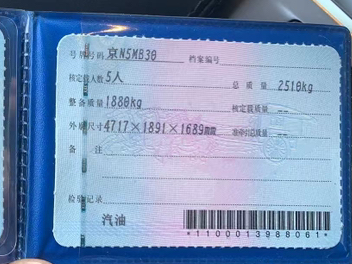 号牌号码 京N5MB30 档案编号
核定载人数 5人 总质量 2510kg
整备质量 1880kg 核定载质量 --
外廓尺寸 4717×1891×1689mm 准牵引总质量 --
备注
检验记录
汽油
*1100013988061*